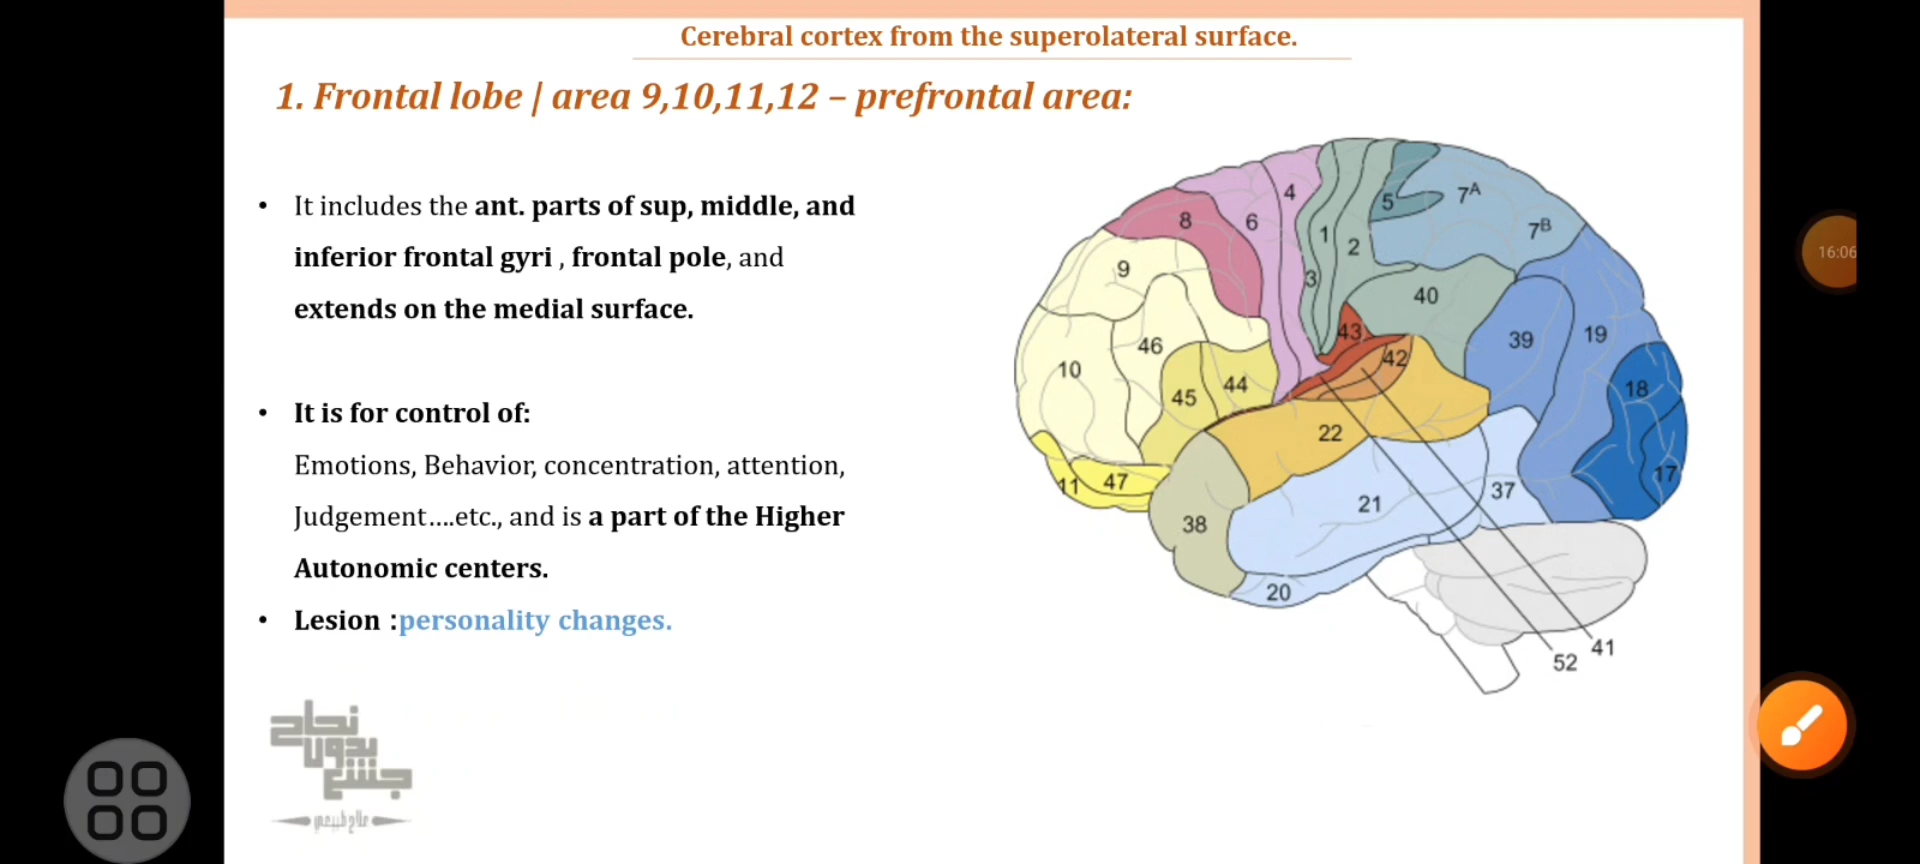 Cerebral cortex from the superolateral surface.
1. Frontal lobe | area 9,10,11,12 – prefrontal area:
• It includes the ant. parts of sup, middle, and
inferior frontal gyri , frontal pole, and
extends on the medial surface.
• It is for control of:
Emotions, Behavior, concentration, attention,
Judgement….etc., and is a part of the Higher
Autonomic centers.
• Lesion :personality changes.
4
8
6
5
7A
7B
1
2
9
3
40
43
46
39
19
10
42
44
45
18
22
17
11
47
37
21
38
20
41
52
16:06
نجاح
بدون
جشع
علاج طبيعي